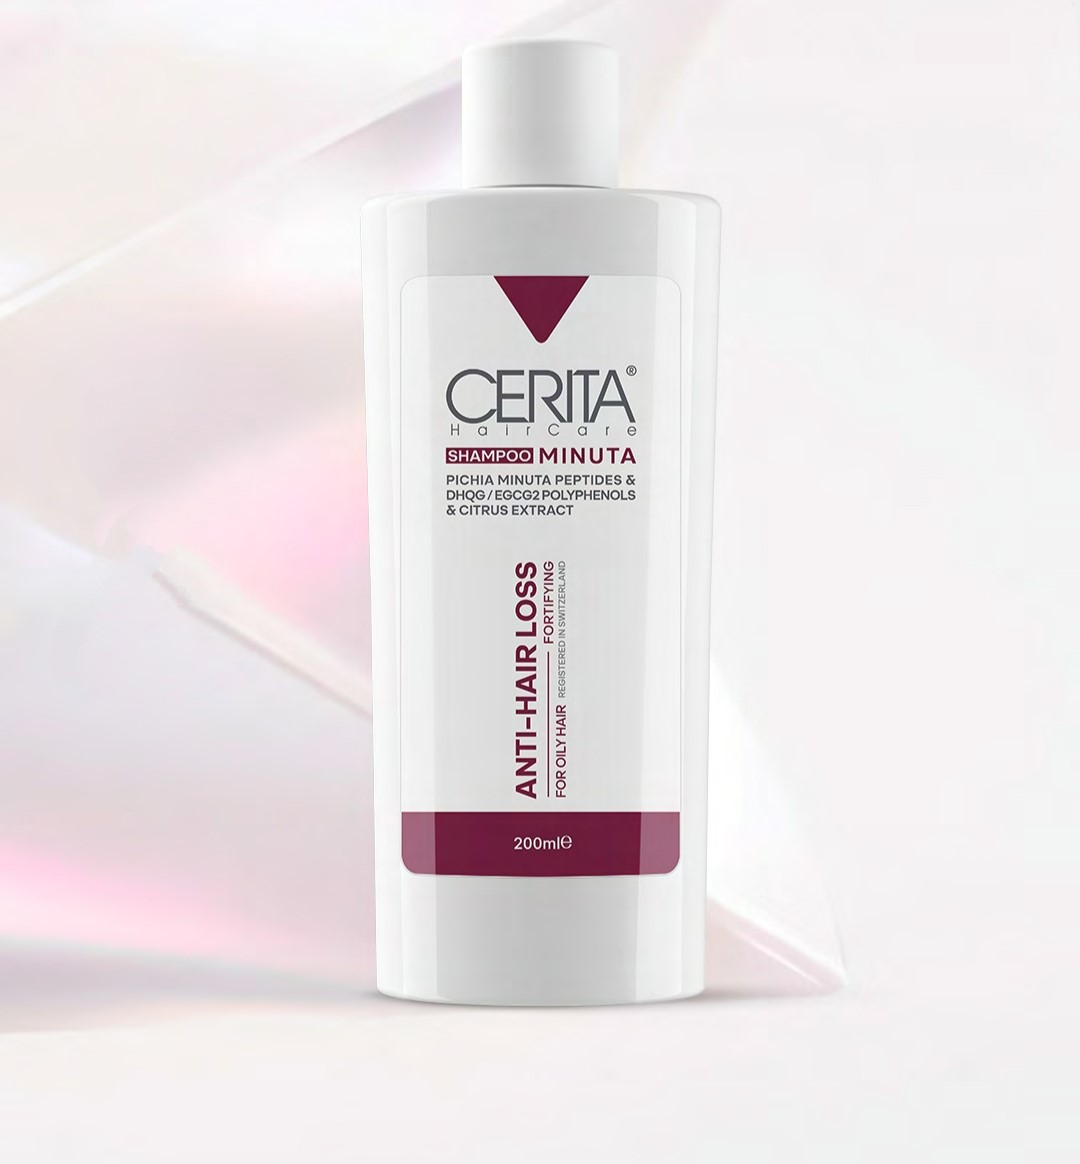 CERITA®
HairCare
SHAMPOO MINUTA
PICHIA MINUTA PEPTIDES &
DHQG / EGCG2 POLYPHENOLS
& CITRUS EXTRACT
ANTI-HAIR LOSS
FORTIFYING
FOR OILY HAIR
REGISTERED IN SWITZERLAND
200ml℮